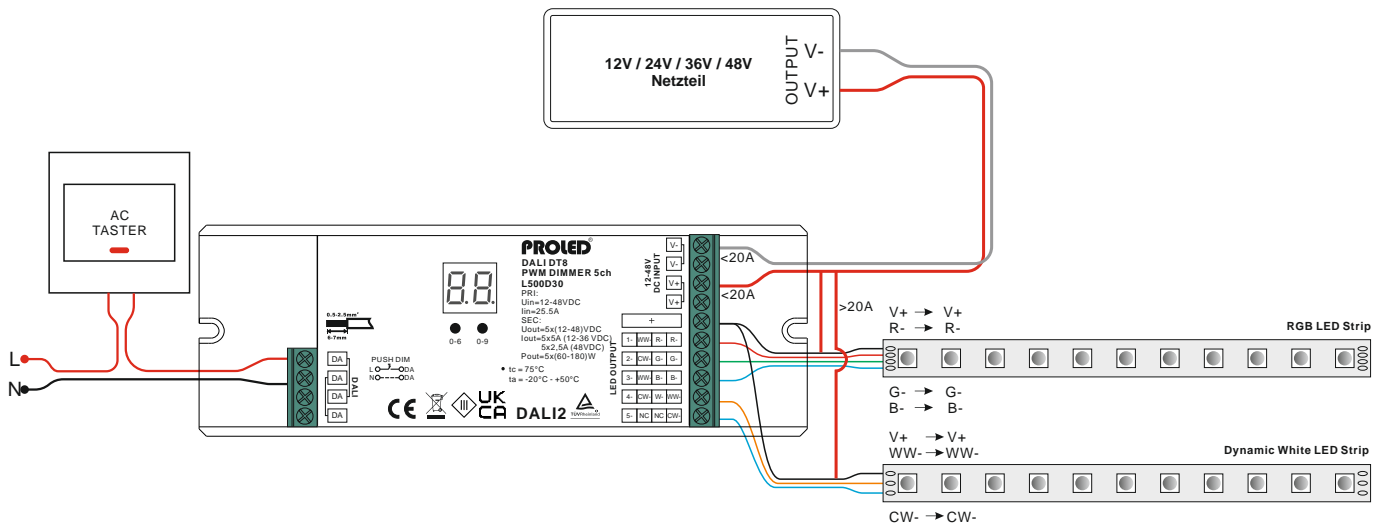 12V / 24V / 36V / 48V
Netzteil
OUTPUT
V-
V+
AC
TASTER
L
N
0.5-2.5mm²
6-7mm
PUSH DIM
L DA
N DA
DA
DA
DA
DA
DALI
88
0-6 0-9
PROLED®
DALI DT8
PWM DIMMER 5ch
L500D30
PRI:
Uin=12-48VDC
Iin=25.5A
SEC:
Uout=5x(12-48)VDC
Iout=5x5A (12-36 VDC)
5x2,5A (48VDC)
Pout=5x(60-180)W
• tc = 75°C
ta = -20°C - +50°C
CE
III
UK
CA
DALI2
TÜVRheinland
12-48V
DC INPUT
V-
V-
V+
V+
LED OUTPUT
+
1- WW- R- R-
2- CW- G- G-
3- WW- B- B-
4- CW- W- WW-
5- NC NC CW-
<20A
<20A
>20A
V+ → V+
R- → R-
RGB LED Strip
G- → G-
B- → B-
V+ → V+
WW- → WW-
Dynamic White LED Strip
CW- → CW-